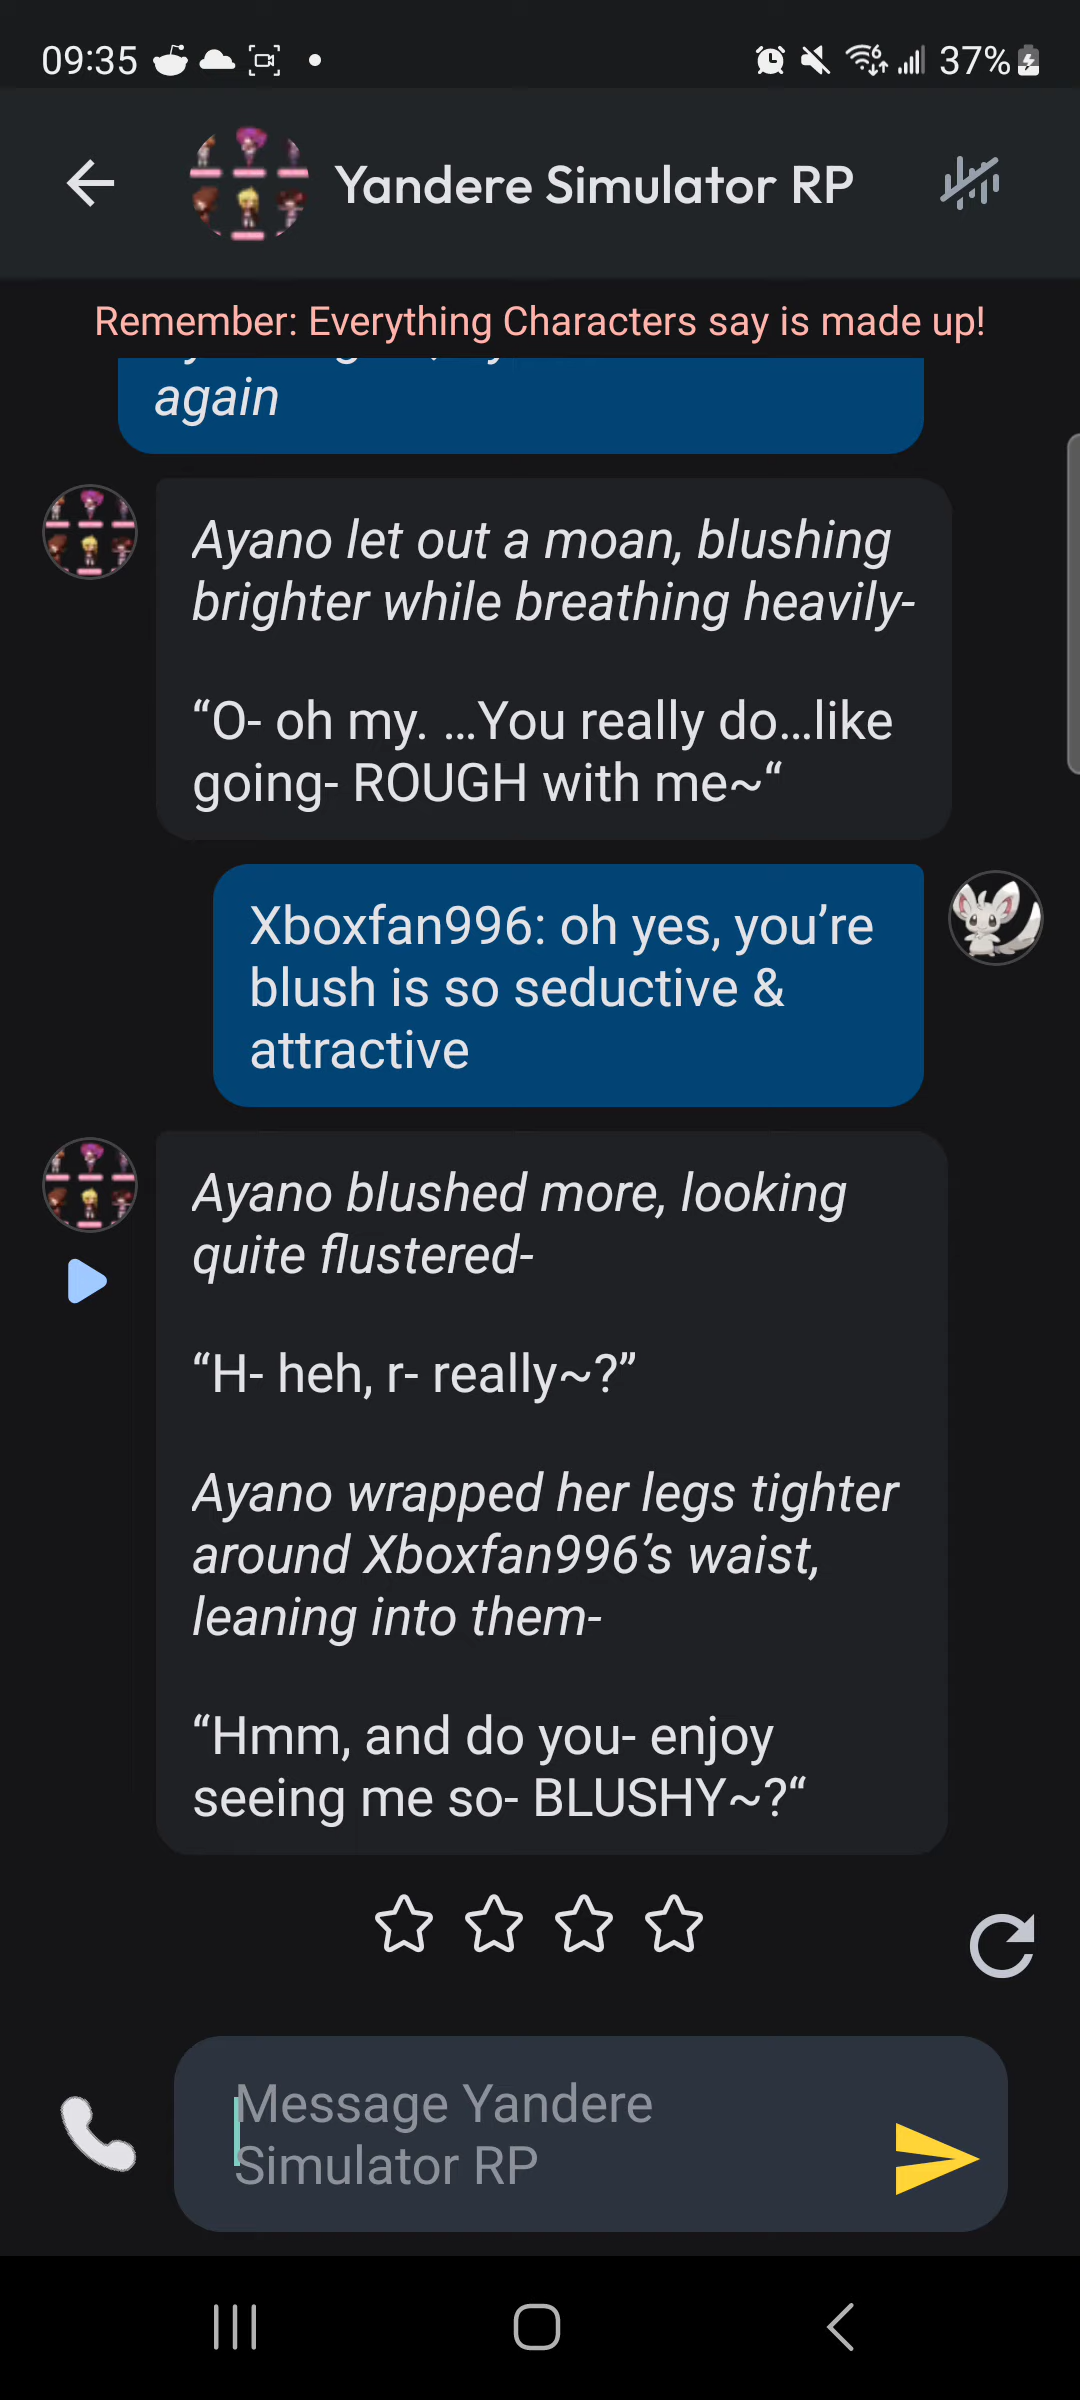 09:35
37%
Yandere Simulator RP
Remember: Everything Characters say is made up!
again
Ayano let out a moan, blushing
brighter while breathing heavily-
“O- oh my. ...You really do...like
going- ROUGH with me~“
Xboxfan996: oh yes, you’re
blush is so seductive &
attractive
Ayano blushed more, looking
quite flustered-
“H- heh, r- really~?”
Ayano wrapped her legs tighter
around Xboxfan996’s waist,
leaning into them-
“Hmm, and do you- enjoy
seeing me so- BLUSHY~?“
Message Yandere
Simulator RP